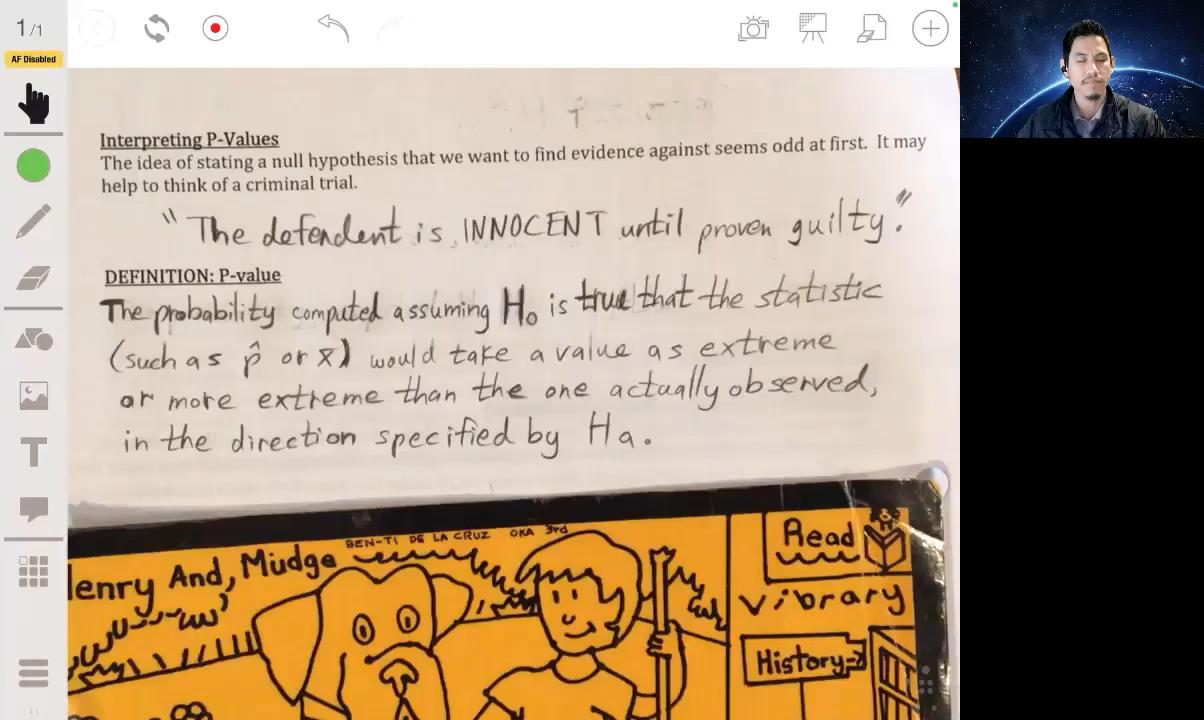 1/1
AF Disabled
Interpreting P-Values
The idea of stating a null hypothesis that we want to find evidence against seems odd at first. It may
help to think of a criminal trial.
"The defendent is INNOCENT until proven guilty."
DEFINITION: P-value
The probability computed assuming H₀ is true that the statistic
(such as p̂ or x̄) would take a value as extreme
or more extreme than the one actually observed,
in the direction specified by Ha.
BEN-TI DE LA CRUZ OKA 3rd
enry And, Mudge
Read
Vibrary
History
T